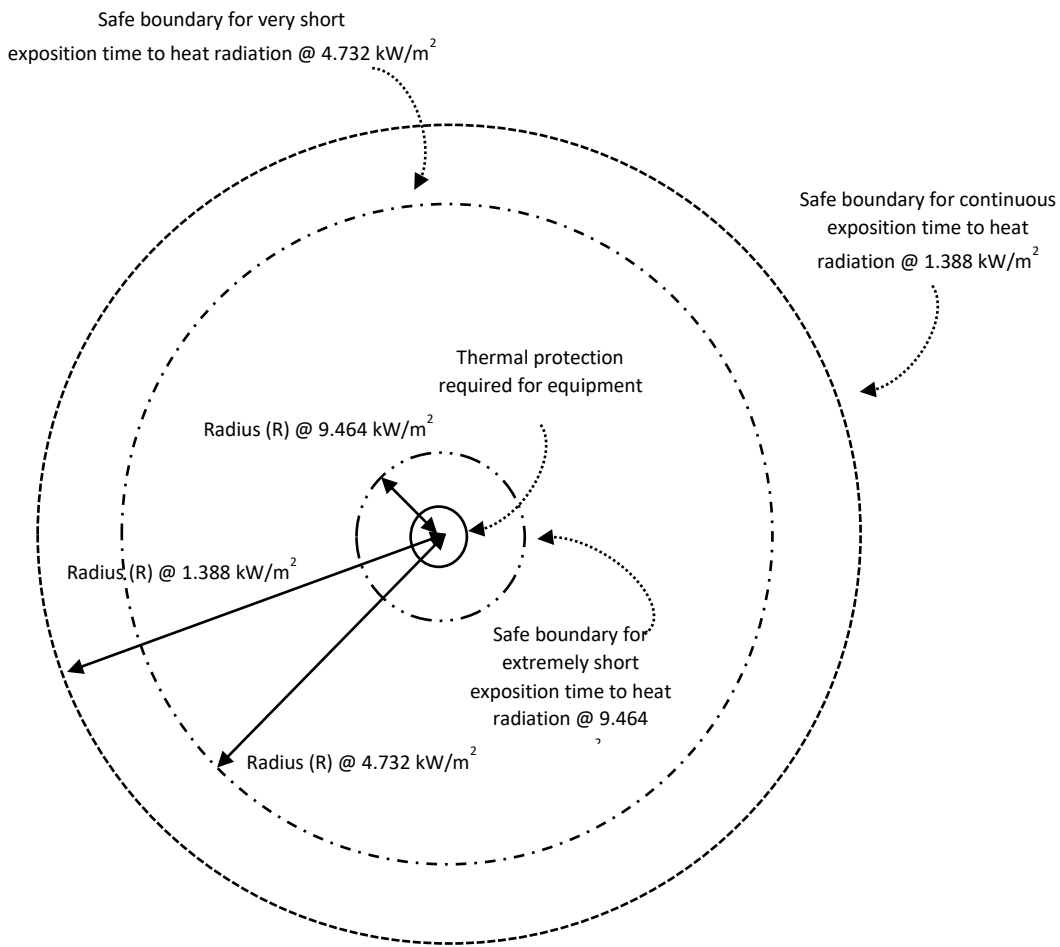 Safe boundary for very short
exposition time to heat radiation @ 4.732 kW/m²
Safe boundary for continuous
exposition time to heat
radiation @ 1.388 kW/m²
Thermal protection
required for equipment
Radius (R) @ 9.464 kW/m²
Radius (R) @ 1.388 kW/m²
Safe boundary for
extremely short
exposition time to heat
radiation @ 9.464
Radius (R) @ 4.732 kW/m²